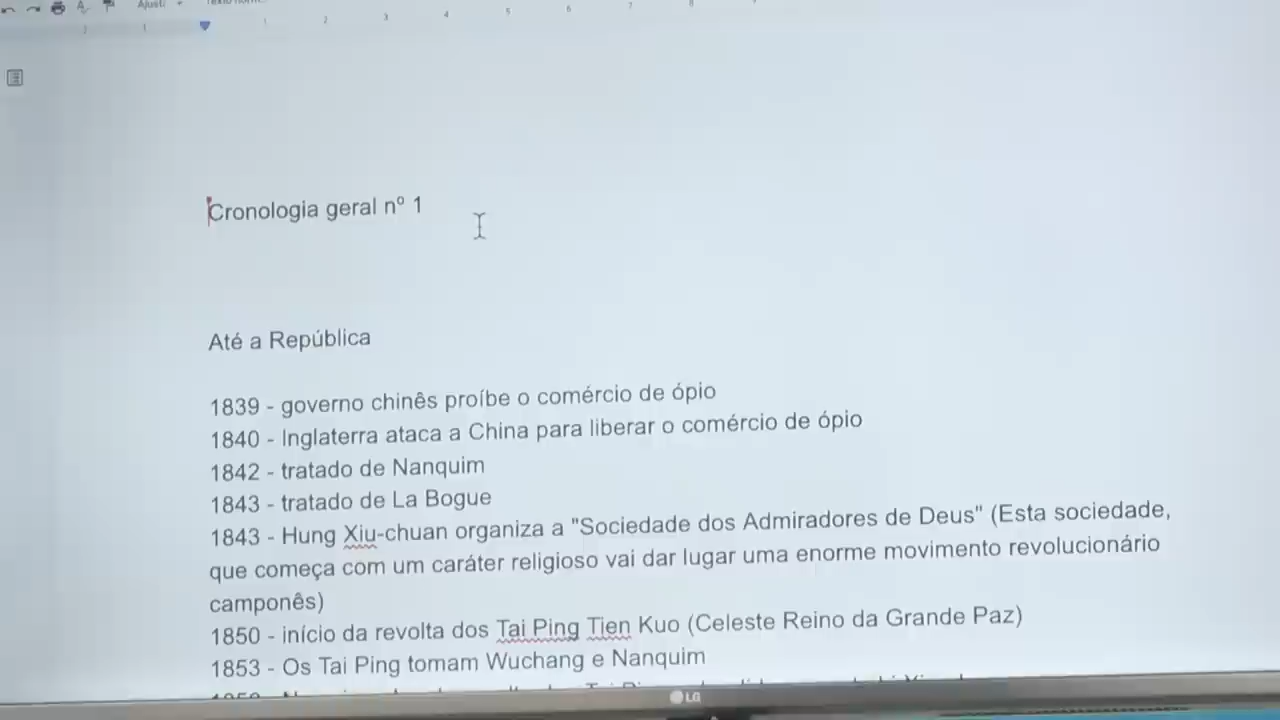 Cronologia geral nº 1
Até a República
1839 - governo chinês proíbe o comércio de ópio
1840 - Inglaterra ataca a China para liberar o comércio de ópio
1842 - tratado de Nanquim
1843 - tratado de La Bogue
1843 - Hung Xiu-chuan organiza a "Sociedade dos Admiradores de Deus" (Esta sociedade,
que começa com um caráter religioso vai dar lugar uma enorme movimento revolucionário
camponês)
1850 - início da revolta dos Tai Ping Tien Kuo (Celeste Reino da Grande Paz)
1853 - Os Tai Ping tomam Wuchang e Nanquim
LG